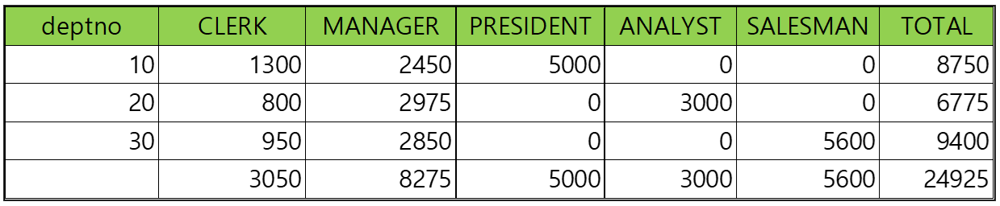 deptno CLERK MANAGER PRESIDENT ANALYST SALESMAN TOTAL
10 1300 2450 5000 0 0 8750
20 800 2975 0 3000 0 6775
30 950 2850 0 0 5600 9400
3050 8275 5000 3000 5600 24925